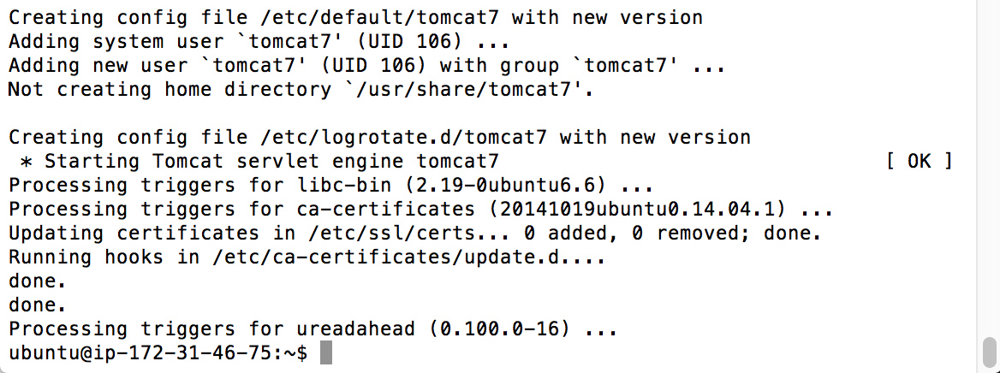 Creating config file /etc/default/tomcat7 with new version
Adding system user `tomcat7' (UID 106) ...
Adding new user `tomcat7' (UID 106) with group `tomcat7' ...
Not creating home directory `/usr/share/tomcat7'.
Creating config file /etc/logrotate.d/tomcat7 with new version
 * Starting Tomcat servlet engine tomcat7 [ OK ]
Processing triggers for libc-bin (2.19-0ubuntu6.6) ...
Processing triggers for ca-certificates (20141019ubuntu0.14.04.1) ...
Updating certificates in /etc/ssl/certs... 0 added, 0 removed; done.
Running hooks in /etc/ca-certificates/update.d....
done.
done.
Processing triggers for ureadahead (0.100.0-16) ...
ubuntu@ip-172-31-46-75:~$